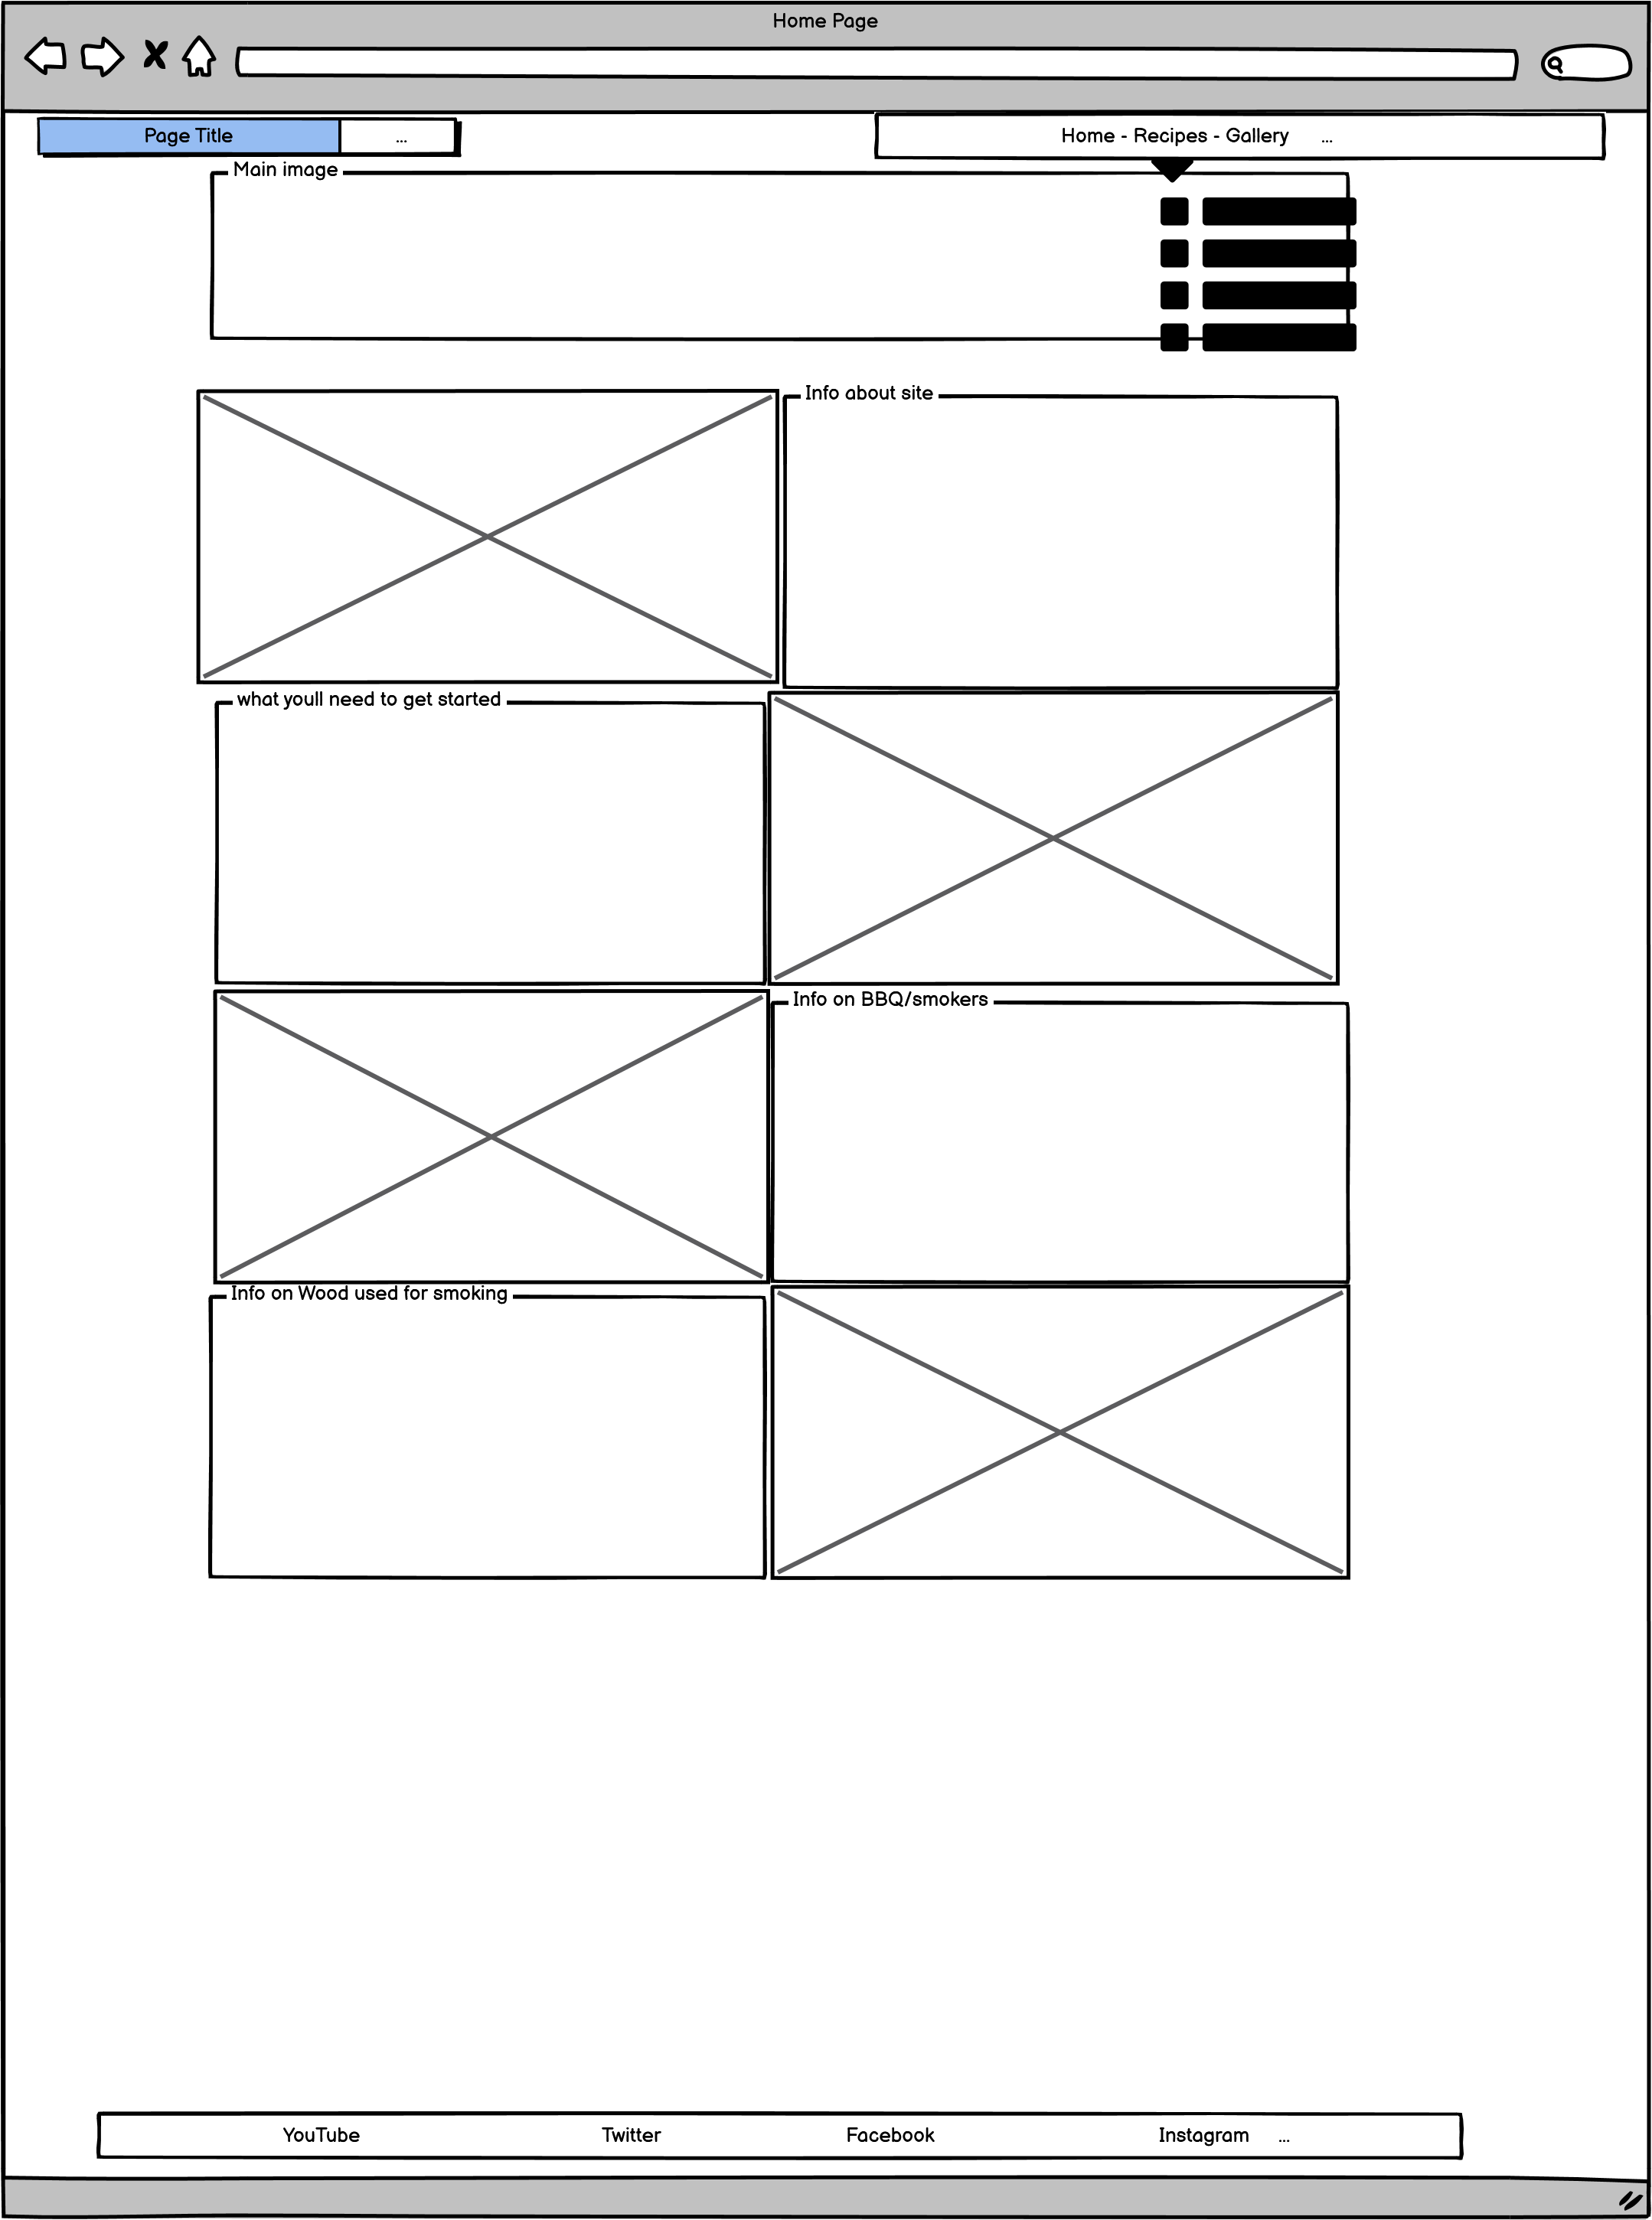 Home Page
Page Title ...
Home - Recipes - Gallery ...
Main image
Info about site
what youll need to get started
Info on BBQ/smokers
Info on Wood used for smoking
YouTube Twitter Facebook Instagram ...